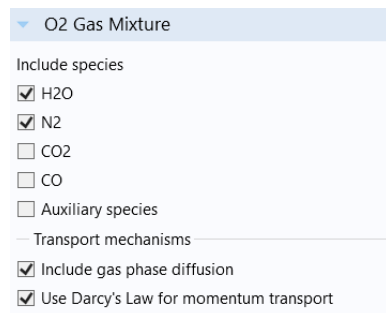 O2 Gas Mixture
Include species
H2O
N2
CO2
CO
Auxiliary species
Transport mechanisms
Include gas phase diffusion
Use Darcy's Law for momentum transport